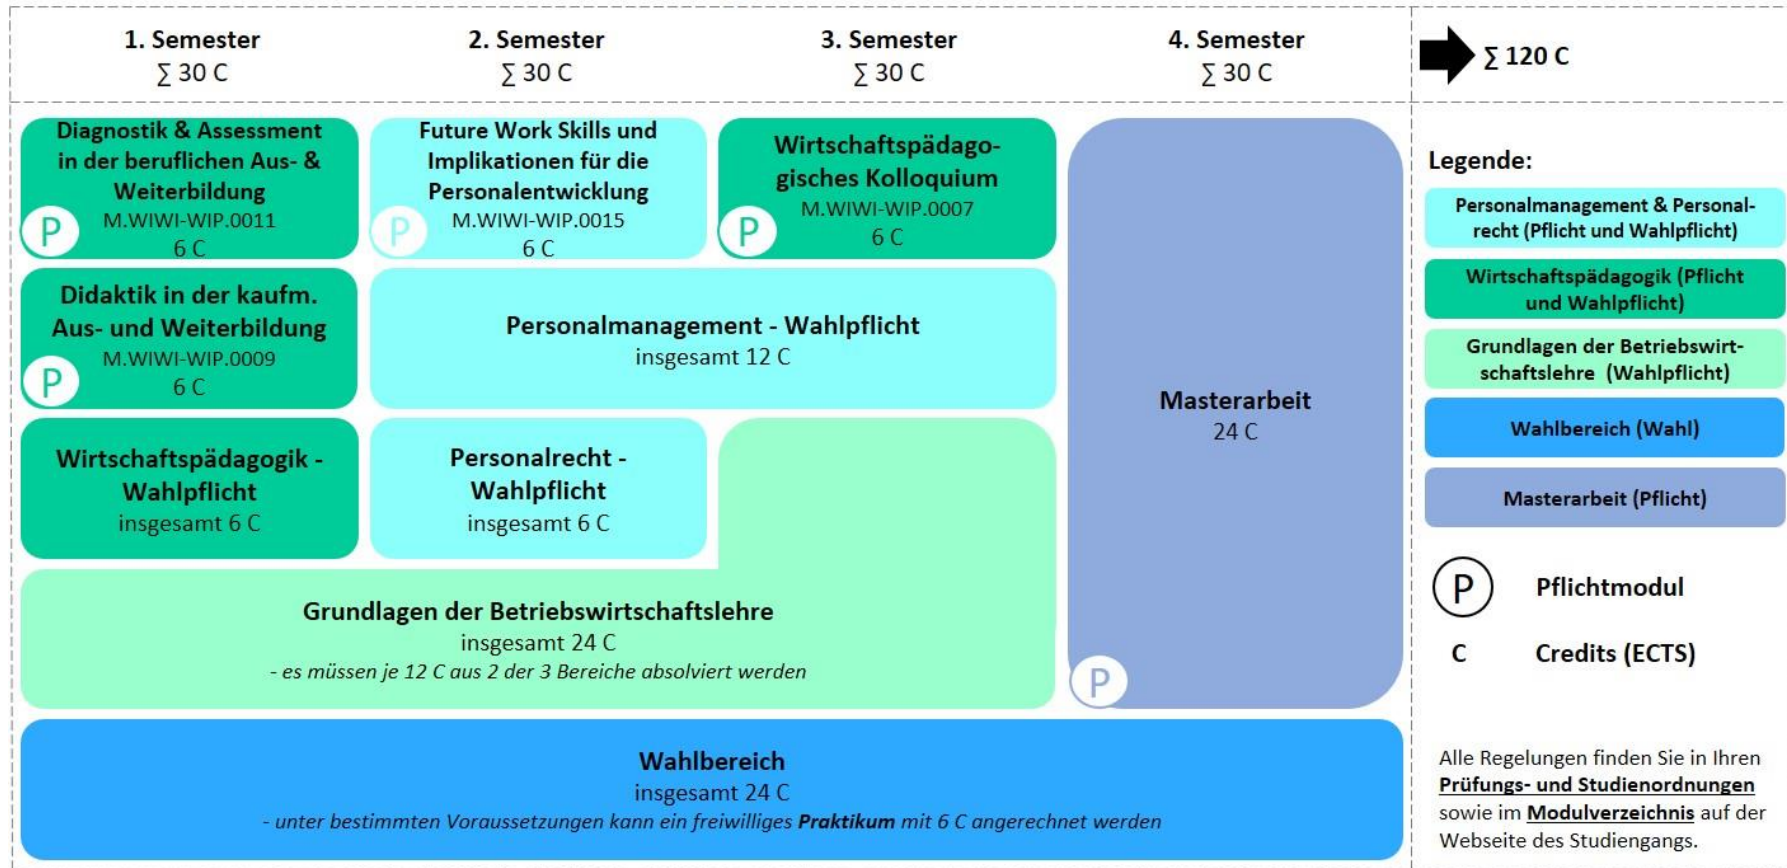 1. Semester
∑ 30 C
2. Semester
∑ 30 C
3. Semester
∑ 30 C
4. Semester
∑ 30 C
∑ 120 C
Diagnostik & Assessment
in der beruflichen Aus- &
Weiterbildung
M.WIWI-WIP.0011
6 C
P
Future Work Skills und
Implikationen für die
Personalentwicklung
M.WIWI-WIP.0015
6 C
P
Wirtschaftspädago-
gisches Kolloquium
M.WIWI-WIP.0007
6 C
P
Didaktik in der kaufm.
Aus- und Weiterbildung
M.WIWI-WIP.0009
6 C
P
Personalmanagement - Wahlpflicht
insgesamt 12 C
Wirtschaftspädagogik -
Wahlpflicht
insgesamt 6 C
Personalrecht -
Wahlpflicht
insgesamt 6 C
Grundlagen der Betriebswirtschaftslehre
insgesamt 24 C
- es müssen je 12 C aus 2 der 3 Bereiche absolviert werden
Masterarbeit
24 C
P
Wahlbereich
insgesamt 24 C
- unter bestimmten Voraussetzungen kann ein freiwilliges Praktikum mit 6 C angerechnet werden
Legende:
Personalmanagement & Personal-
recht (Pflicht und Wahlpflicht)
Wirtschaftspädagogik (Pflicht
und Wahlpflicht)
Grundlagen der Betriebswirt-
schaftslehre (Wahlpflicht)
Wahlbereich (Wahl)
Masterarbeit (Pflicht)
P Pflichtmodul
C Credits (ECTS)
Alle Regelungen finden Sie in Ihren
Prüfungs- und Studienordnungen
sowie im Modulverzeichnis auf der
Webseite des Studiengangs.